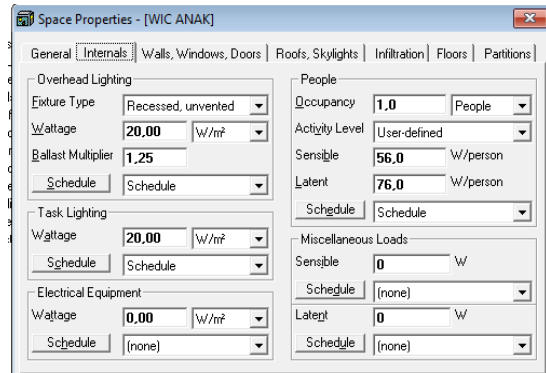 Space Properties - [WIC ANAK]
General Internals Walls, Windows, Doors Roofs, Skylights Infiltration Floors Partitions
Overhead Lighting
Fixture Type Recessed, unvented
Wattage 20,00 W/m²
Ballast Multiplier 1,25
Schedule Schedule
Task Lighting
Wattage 20,00 W/m²
Schedule Schedule
Electrical Equipment
Wattage 0,00 W/m²
Schedule (none)
People
Occupancy 1,0 People
Activity Level User-defined
Sensible 56,0 W/person
Latent 76,0 W/person
Schedule Schedule
Miscellaneous Loads
Sensible 0 W
Schedule (none)
Latent 0 W
Schedule (none)